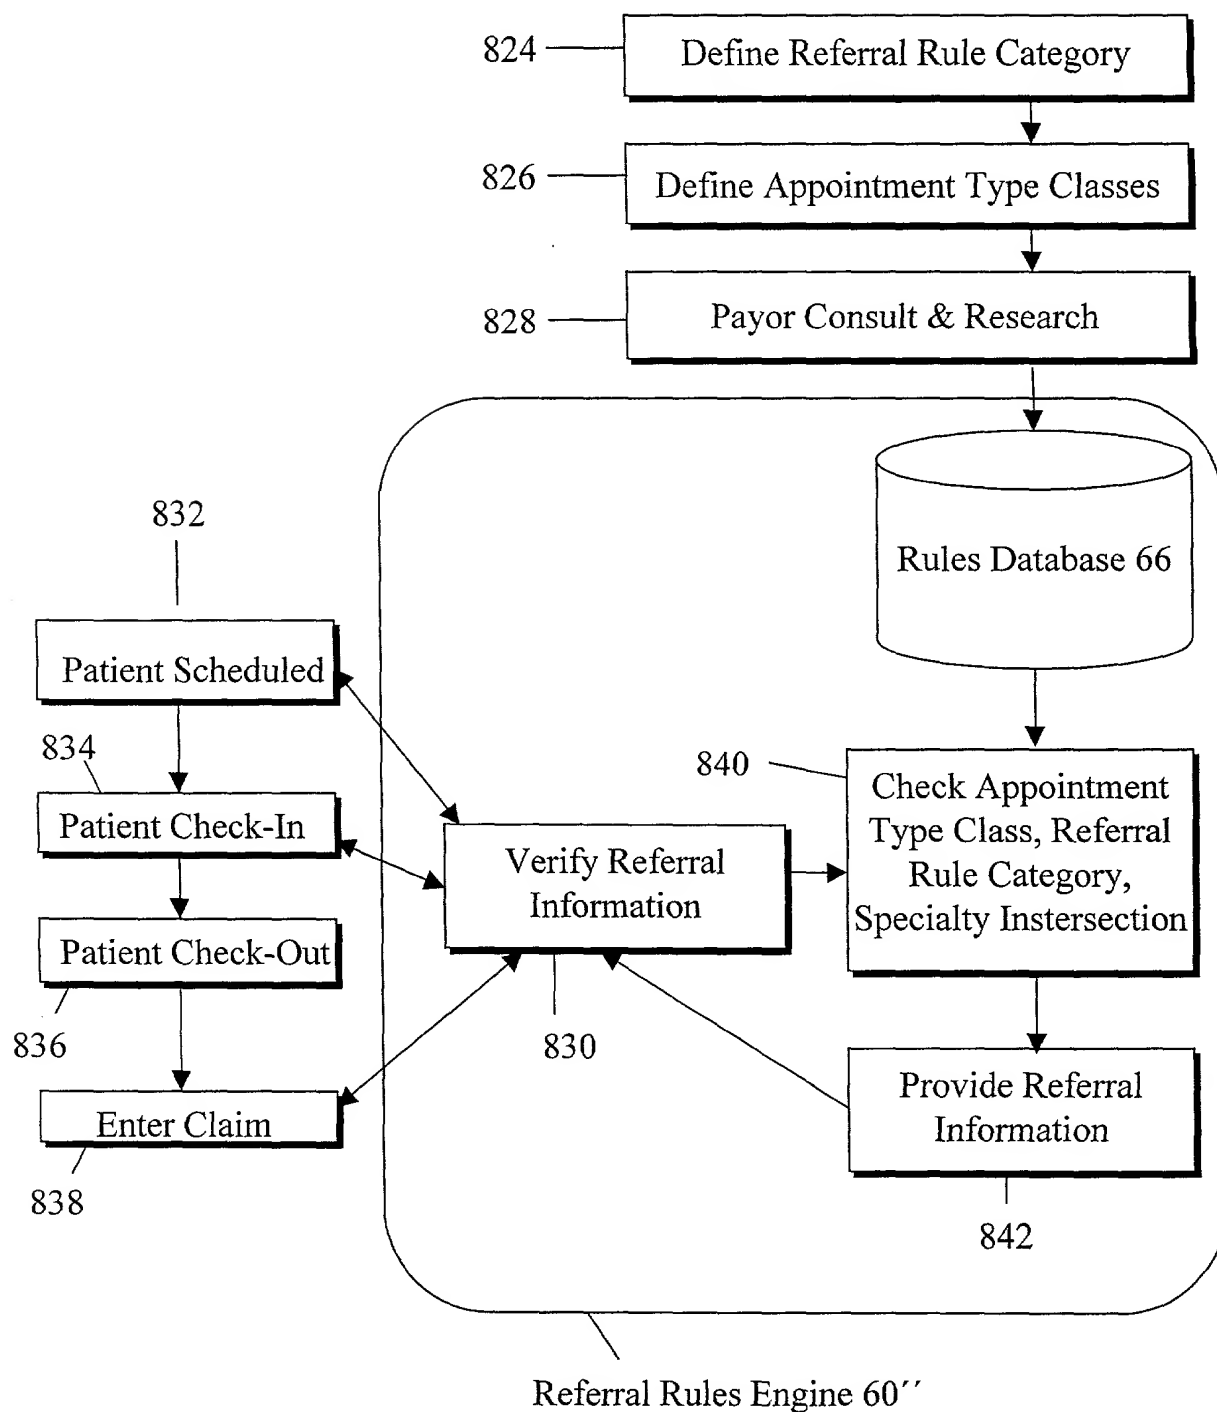 824
Define Referral Rule Category
826
Define Appointment Type Classes
828
Payor Consult & Research
Rules Database 66
832
Patient Scheduled
834
Patient Check-In
Patient Check-Out
836
Enter Claim
838
Verify Referral
Information
830
840
Check Appointment
Type Class, Referral
Rule Category,
Specialty Instersection
Provide Referral
Information
842
Referral Rules Engine 60´´